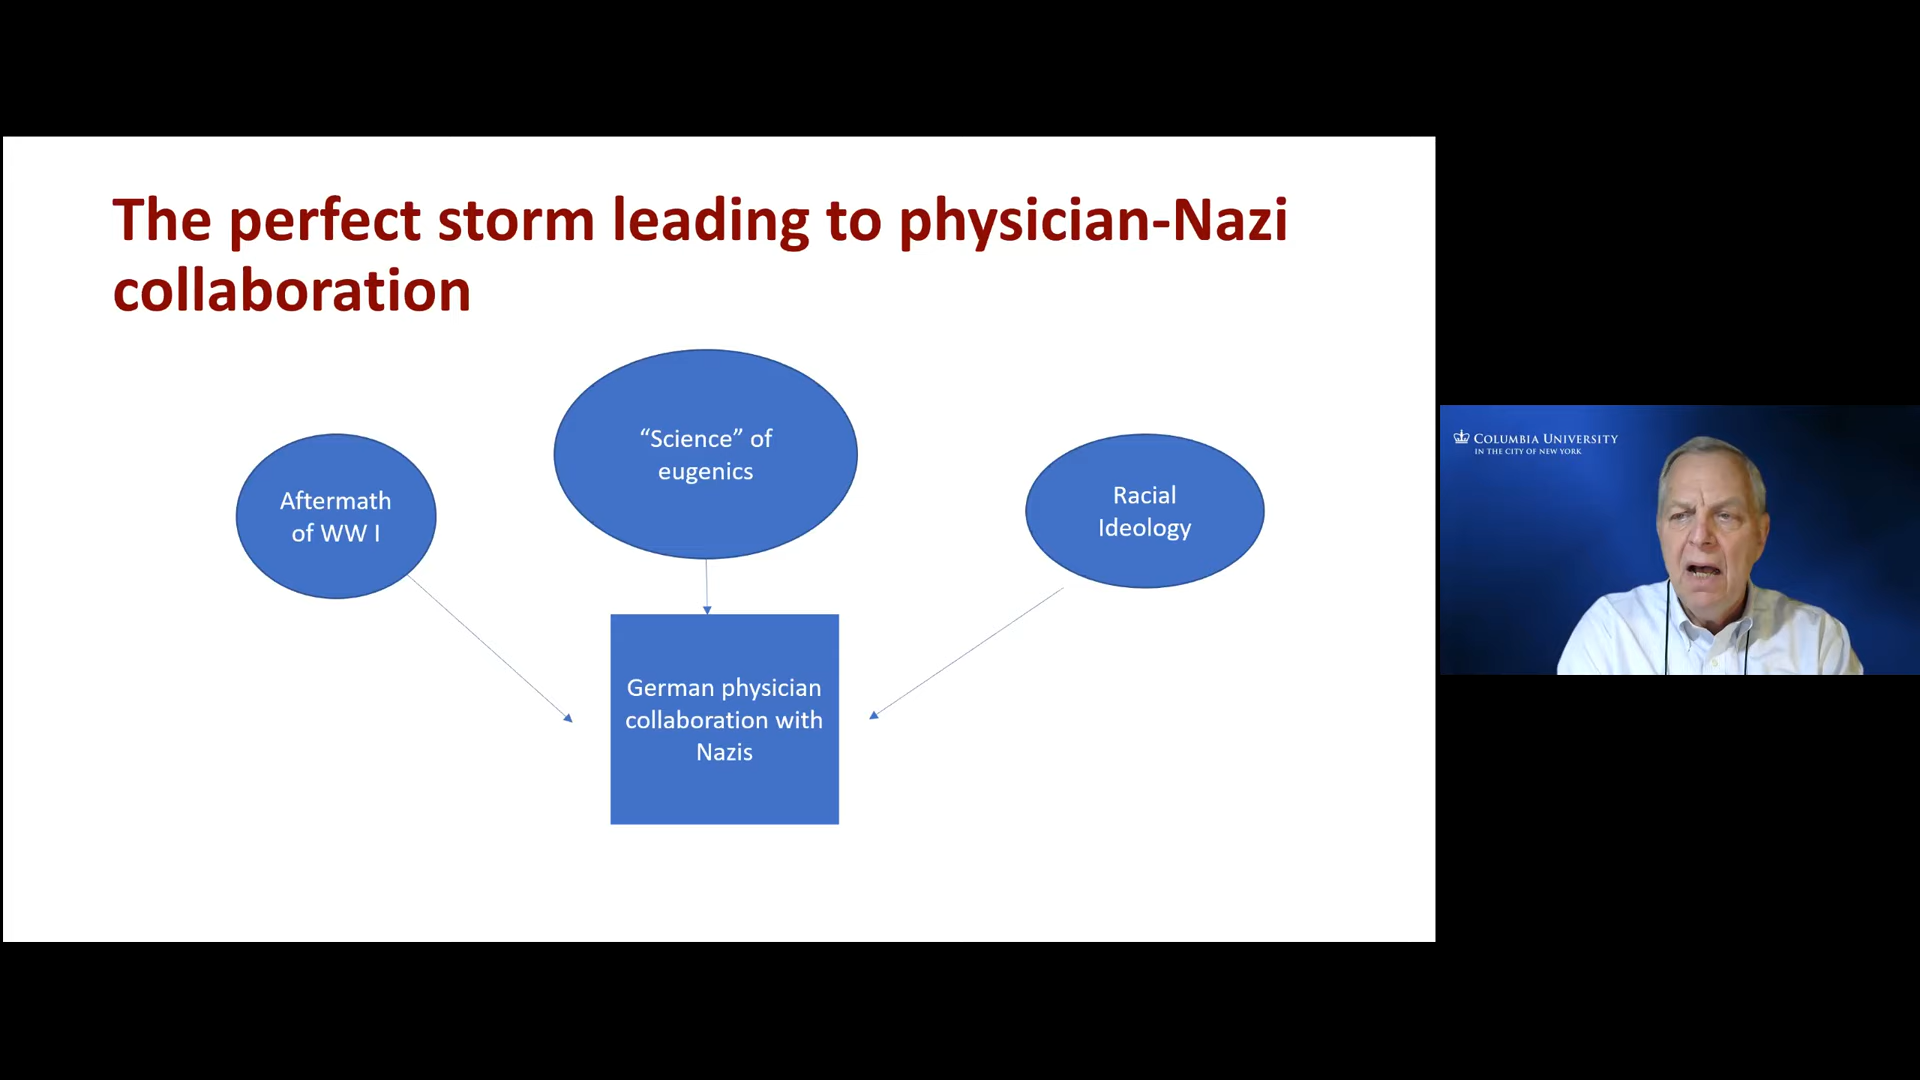 The perfect storm leading to physician-Nazi
collaboration
Aftermath
of WW I
“Science” of
eugenics
Racial
Ideology
German physician
collaboration with
Nazis
COLUMBIA UNIVERSITY
IN THE CITY OF NEW YORK